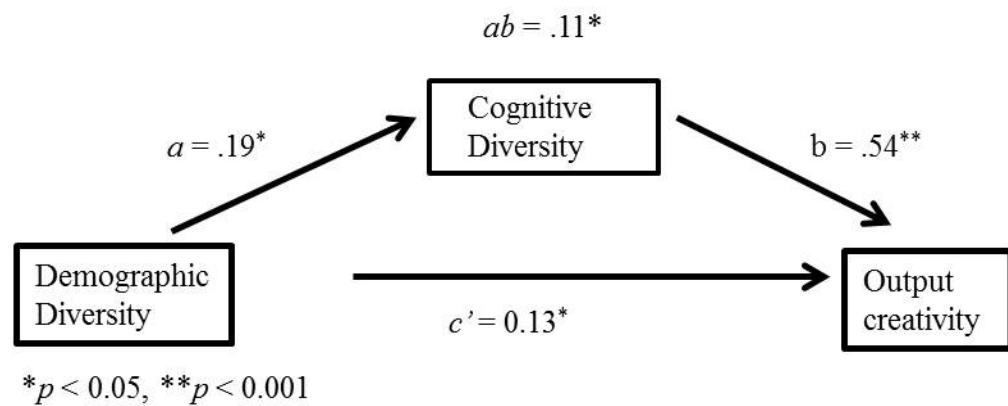 ab = .11*
Cognitive
Diversity
a = .19*
b = .54**
Demographic
Diversity
Output
creativity
c’ = 0.13*
*p < 0.05, **p < 0.001